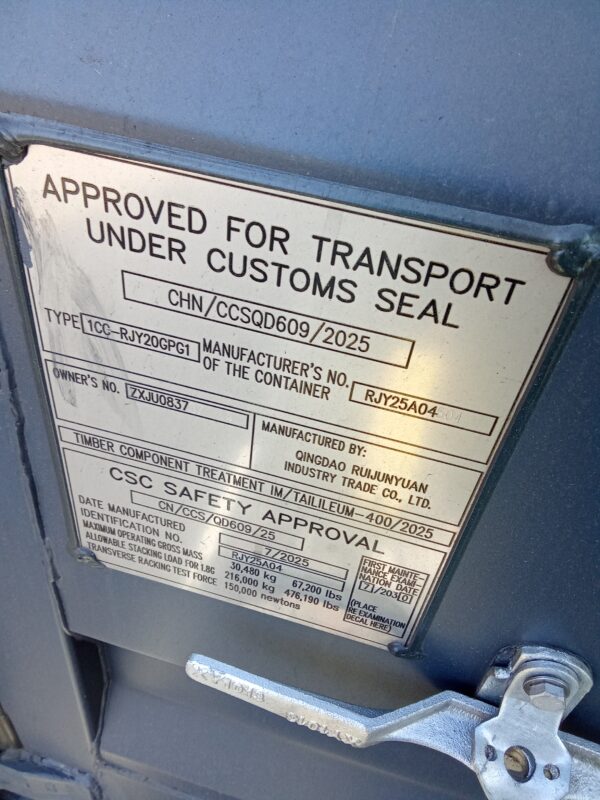 APPROVED FOR TRANSPORT
UNDER CUSTOMS SEAL
CHN/CCSQD609/2025
TYPE 1CC-RJY20GPG1
MANUFACTURER'S NO.
OF THE CONTAINER
RJY25A04
OWNER'S NO. ZXJU0837
MANUFACTURED BY:
QINGDAO RUIJUNYUAN
INDUSTRY TRADE CO., LTD.
TIMBER COMPONENT TREATMENT IM/TAILILEUM-400/2025
CSC SAFETY APPROVAL
CN/CCS/QD609/25
DATE MANUFACTURED 7/2025
IDENTIFICATION NO. RJY25A04
MAXIMUM OPERATING GROSS MASS 30,480 kg 67,200 lbs
ALLOWABLE STACKING LOAD FOR 1.8G 216,000 kg 476,190 lbs
TRANSVERSE RACKING TEST FORCE 150,000 newtons
FIRST MAINTE-
NANCE EXAMI-
NATION DATE
7/2030
(PLACE
RE EXAMINATION
DECAL HERE)